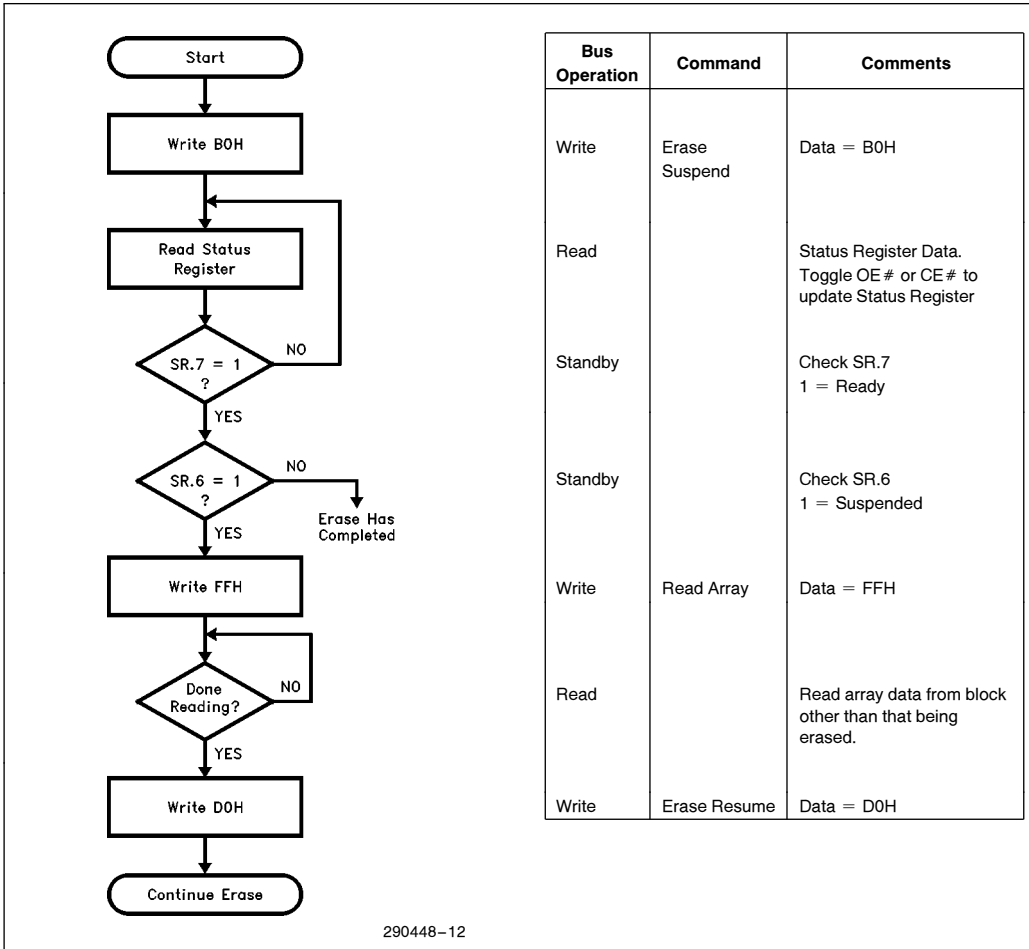 Start
Write B0H
Read Status
Register
SR.7 = 1
?
NO
YES
SR.6 = 1
?
NO
Erase Has
Completed
YES
Write FFH
Done
Reading?
NO
YES
Write D0H
Continue Erase
Bus
Operation
Command
Comments
Write
Erase
Suspend
Data = B0H
Read
Status Register Data.
Toggle OE# or CE# to
update Status Register
Standby
Check SR.7
1 = Ready
Standby
Check SR.6
1 = Suspended
Write
Read Array
Data = FFH
Read
Read array data from block
other than that being
erased.
Write
Erase Resume
Data = D0H
290448–12